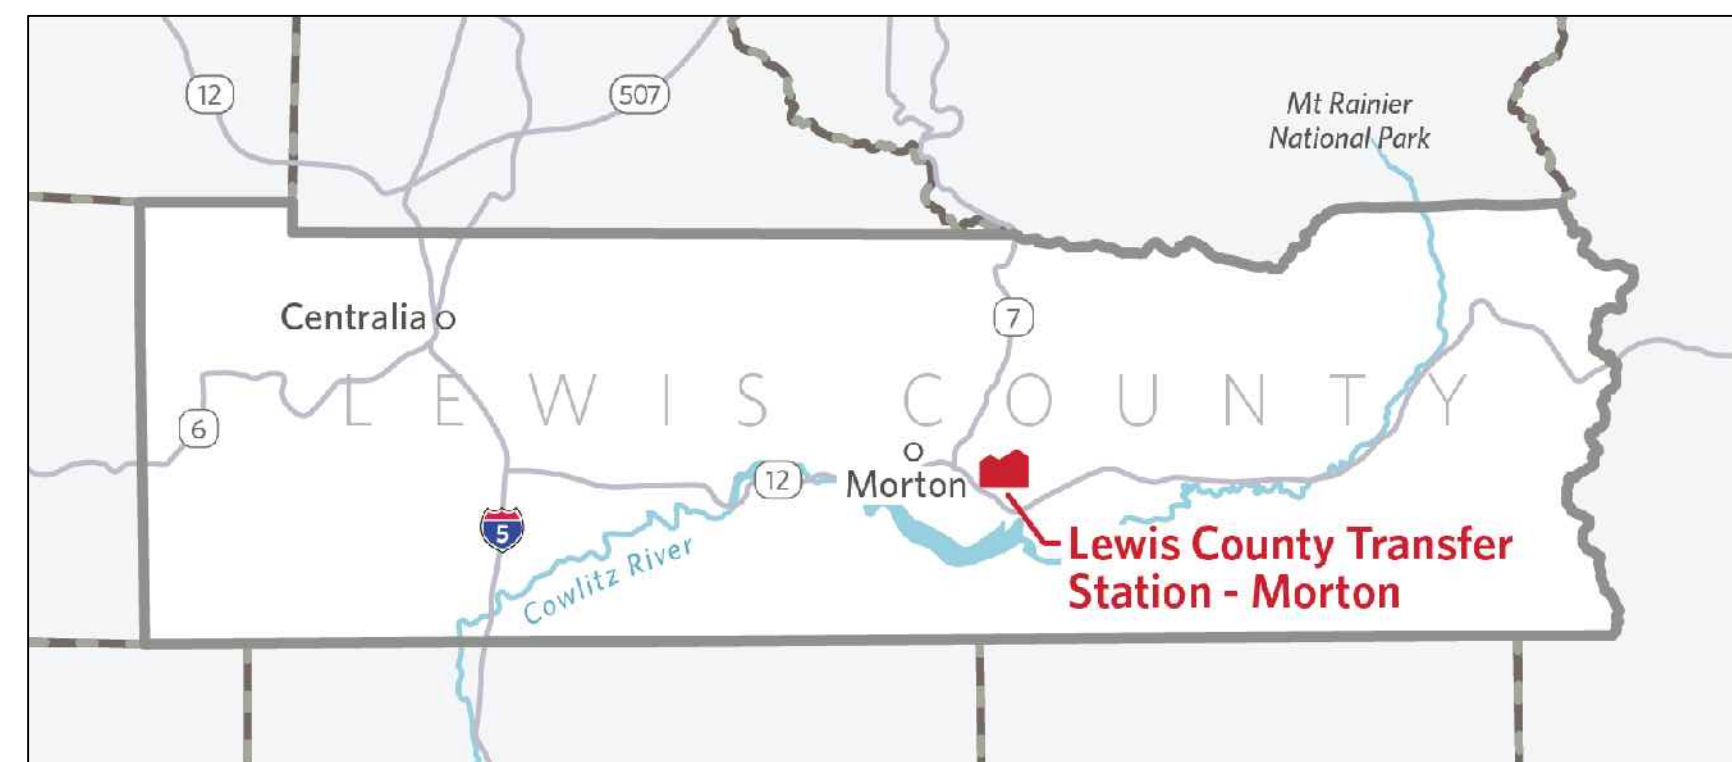 12
507
Mt Rainier
National Park
Centralia
7
LEWIS COUNTY
6
12
Morton
5
Cowlitz River
Lewis County Transfer
Station - Morton